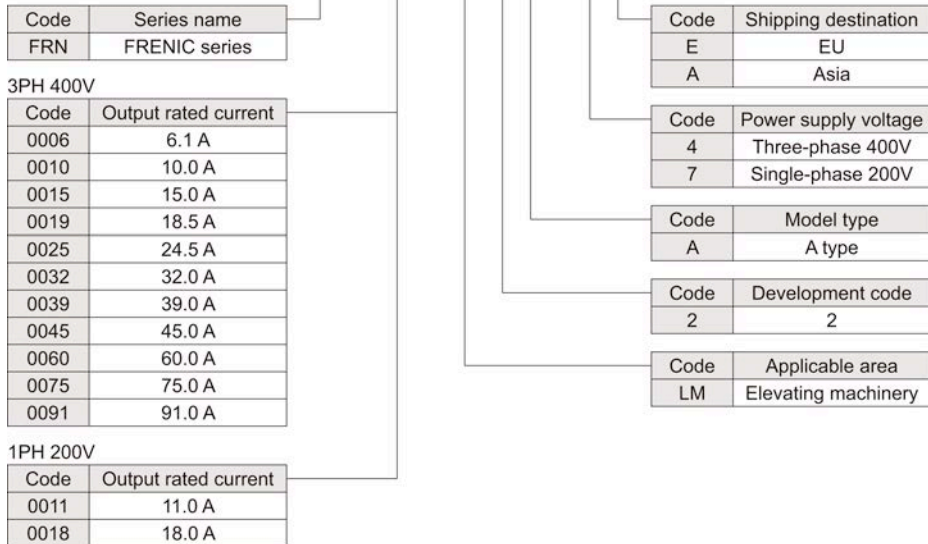 Code Series name
FRN FRENIC series
3PH 400V
Code Output rated current
0006 6.1 A
0010 10.0 A
0015 15.0 A
0019 18.5 A
0025 24.5 A
0032 32.0 A
0039 39.0 A
0045 45.0 A
0060 60.0 A
0075 75.0 A
0091 91.0 A
1PH 200V
Code Output rated current
0011 11.0 A
0018 18.0 A
Code Shipping destination
E EU
A Asia
Code Power supply voltage
4 Three-phase 400V
7 Single-phase 200V
Code Model type
A A type
Code Development code
2 2
Code Applicable area
LM Elevating machinery